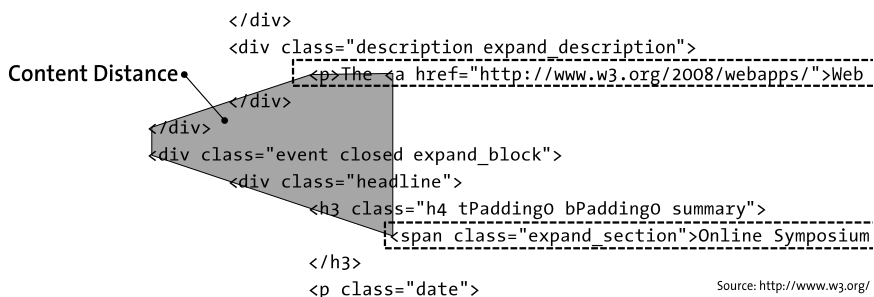 </div>
<div class="description expand_description">
Content Distance
<p>The <a href="http://www.w3.org/2008/webapps/">Web
</div>
</div>
<div class="event closed expand_block">
<div class="headline">
<h3 class="h4 tPadding0 bPadding0 summary">
<span class="expand_section">Online Symposium
</h3>
<p class="date">
Source: http://www.w3.org/